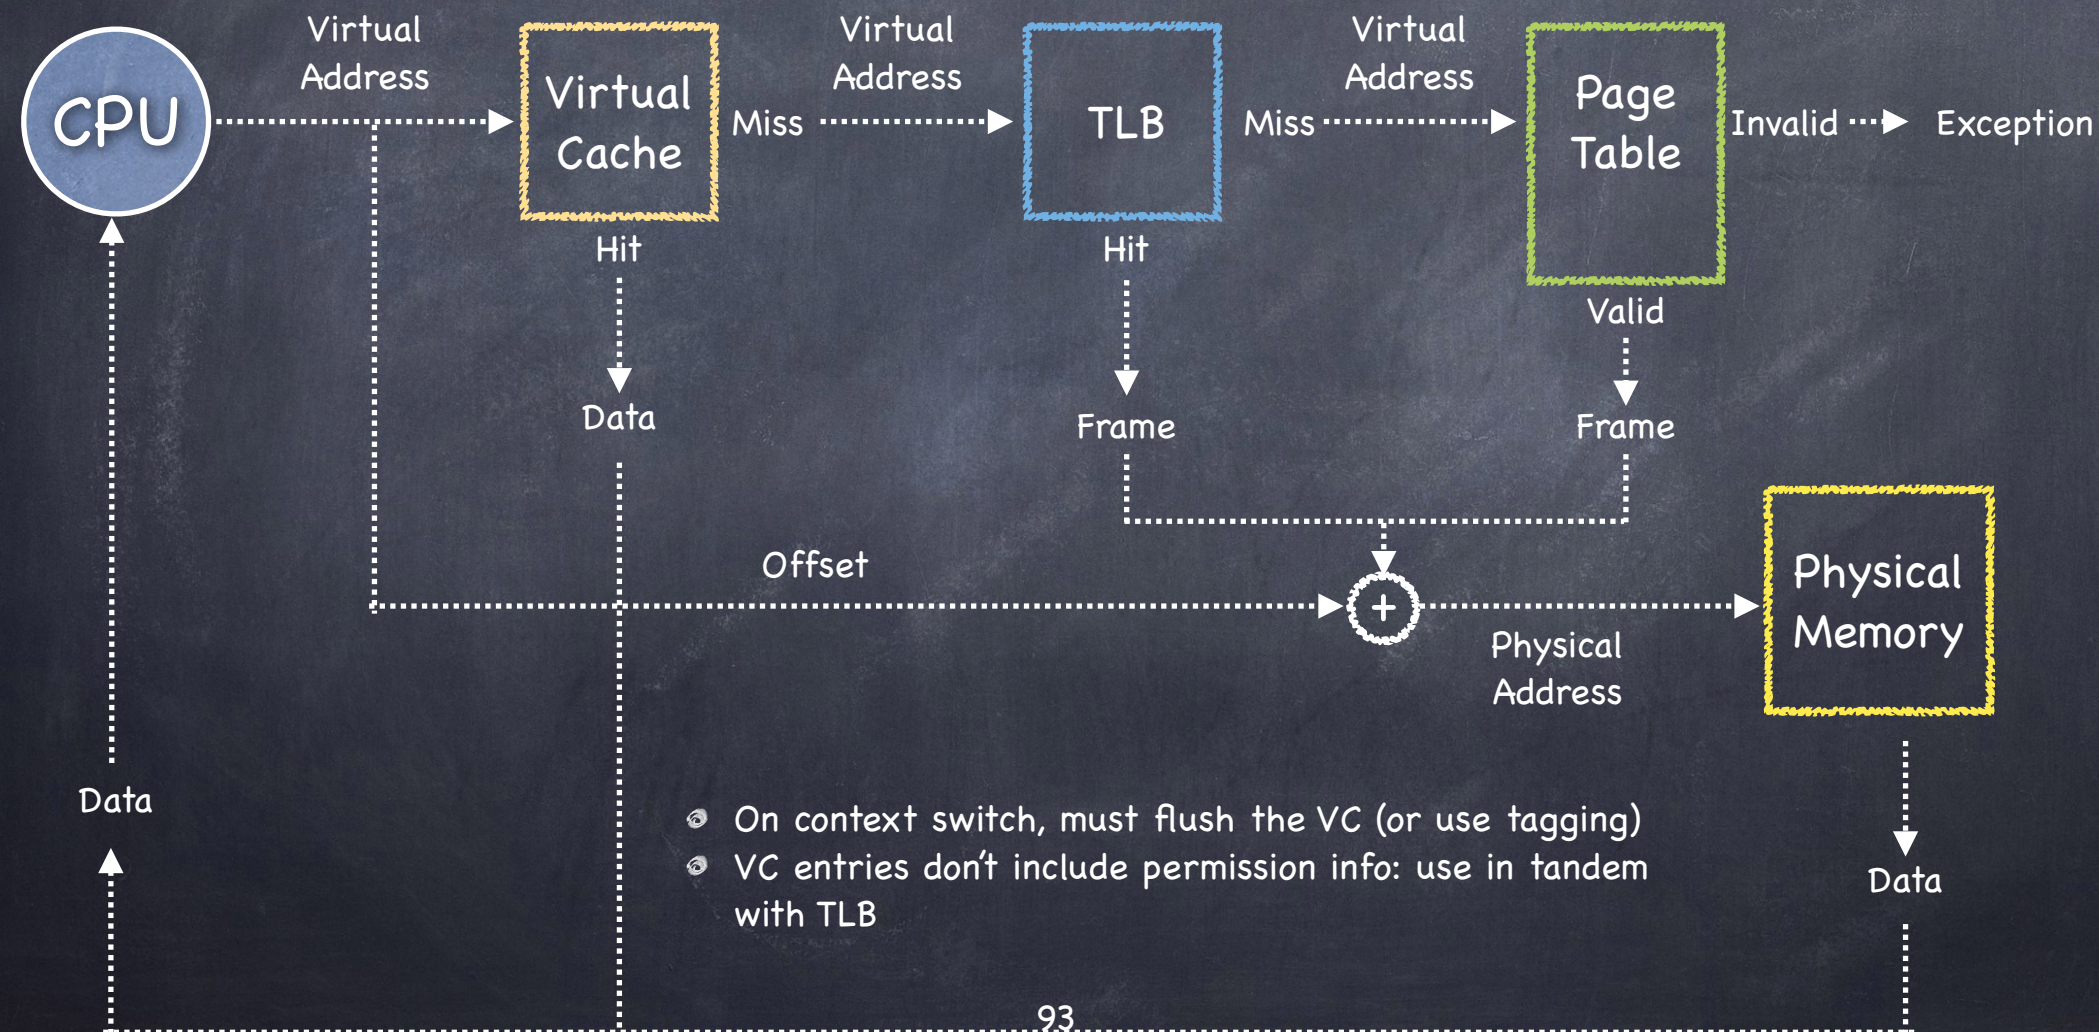 CPU
Virtual
Address
Virtual
Cache
Miss
Virtual
Address
TLB
Miss
Virtual
Address
Page
Table
Invalid
Exception
Hit
Hit
Valid
Data
Frame
Frame
Offset
+
Physical
Address
Physical
Memory
Data
Data
On context switch, must flush the VC (or use tagging)
VC entries don't include permission info: use in tandem
with TLB
93